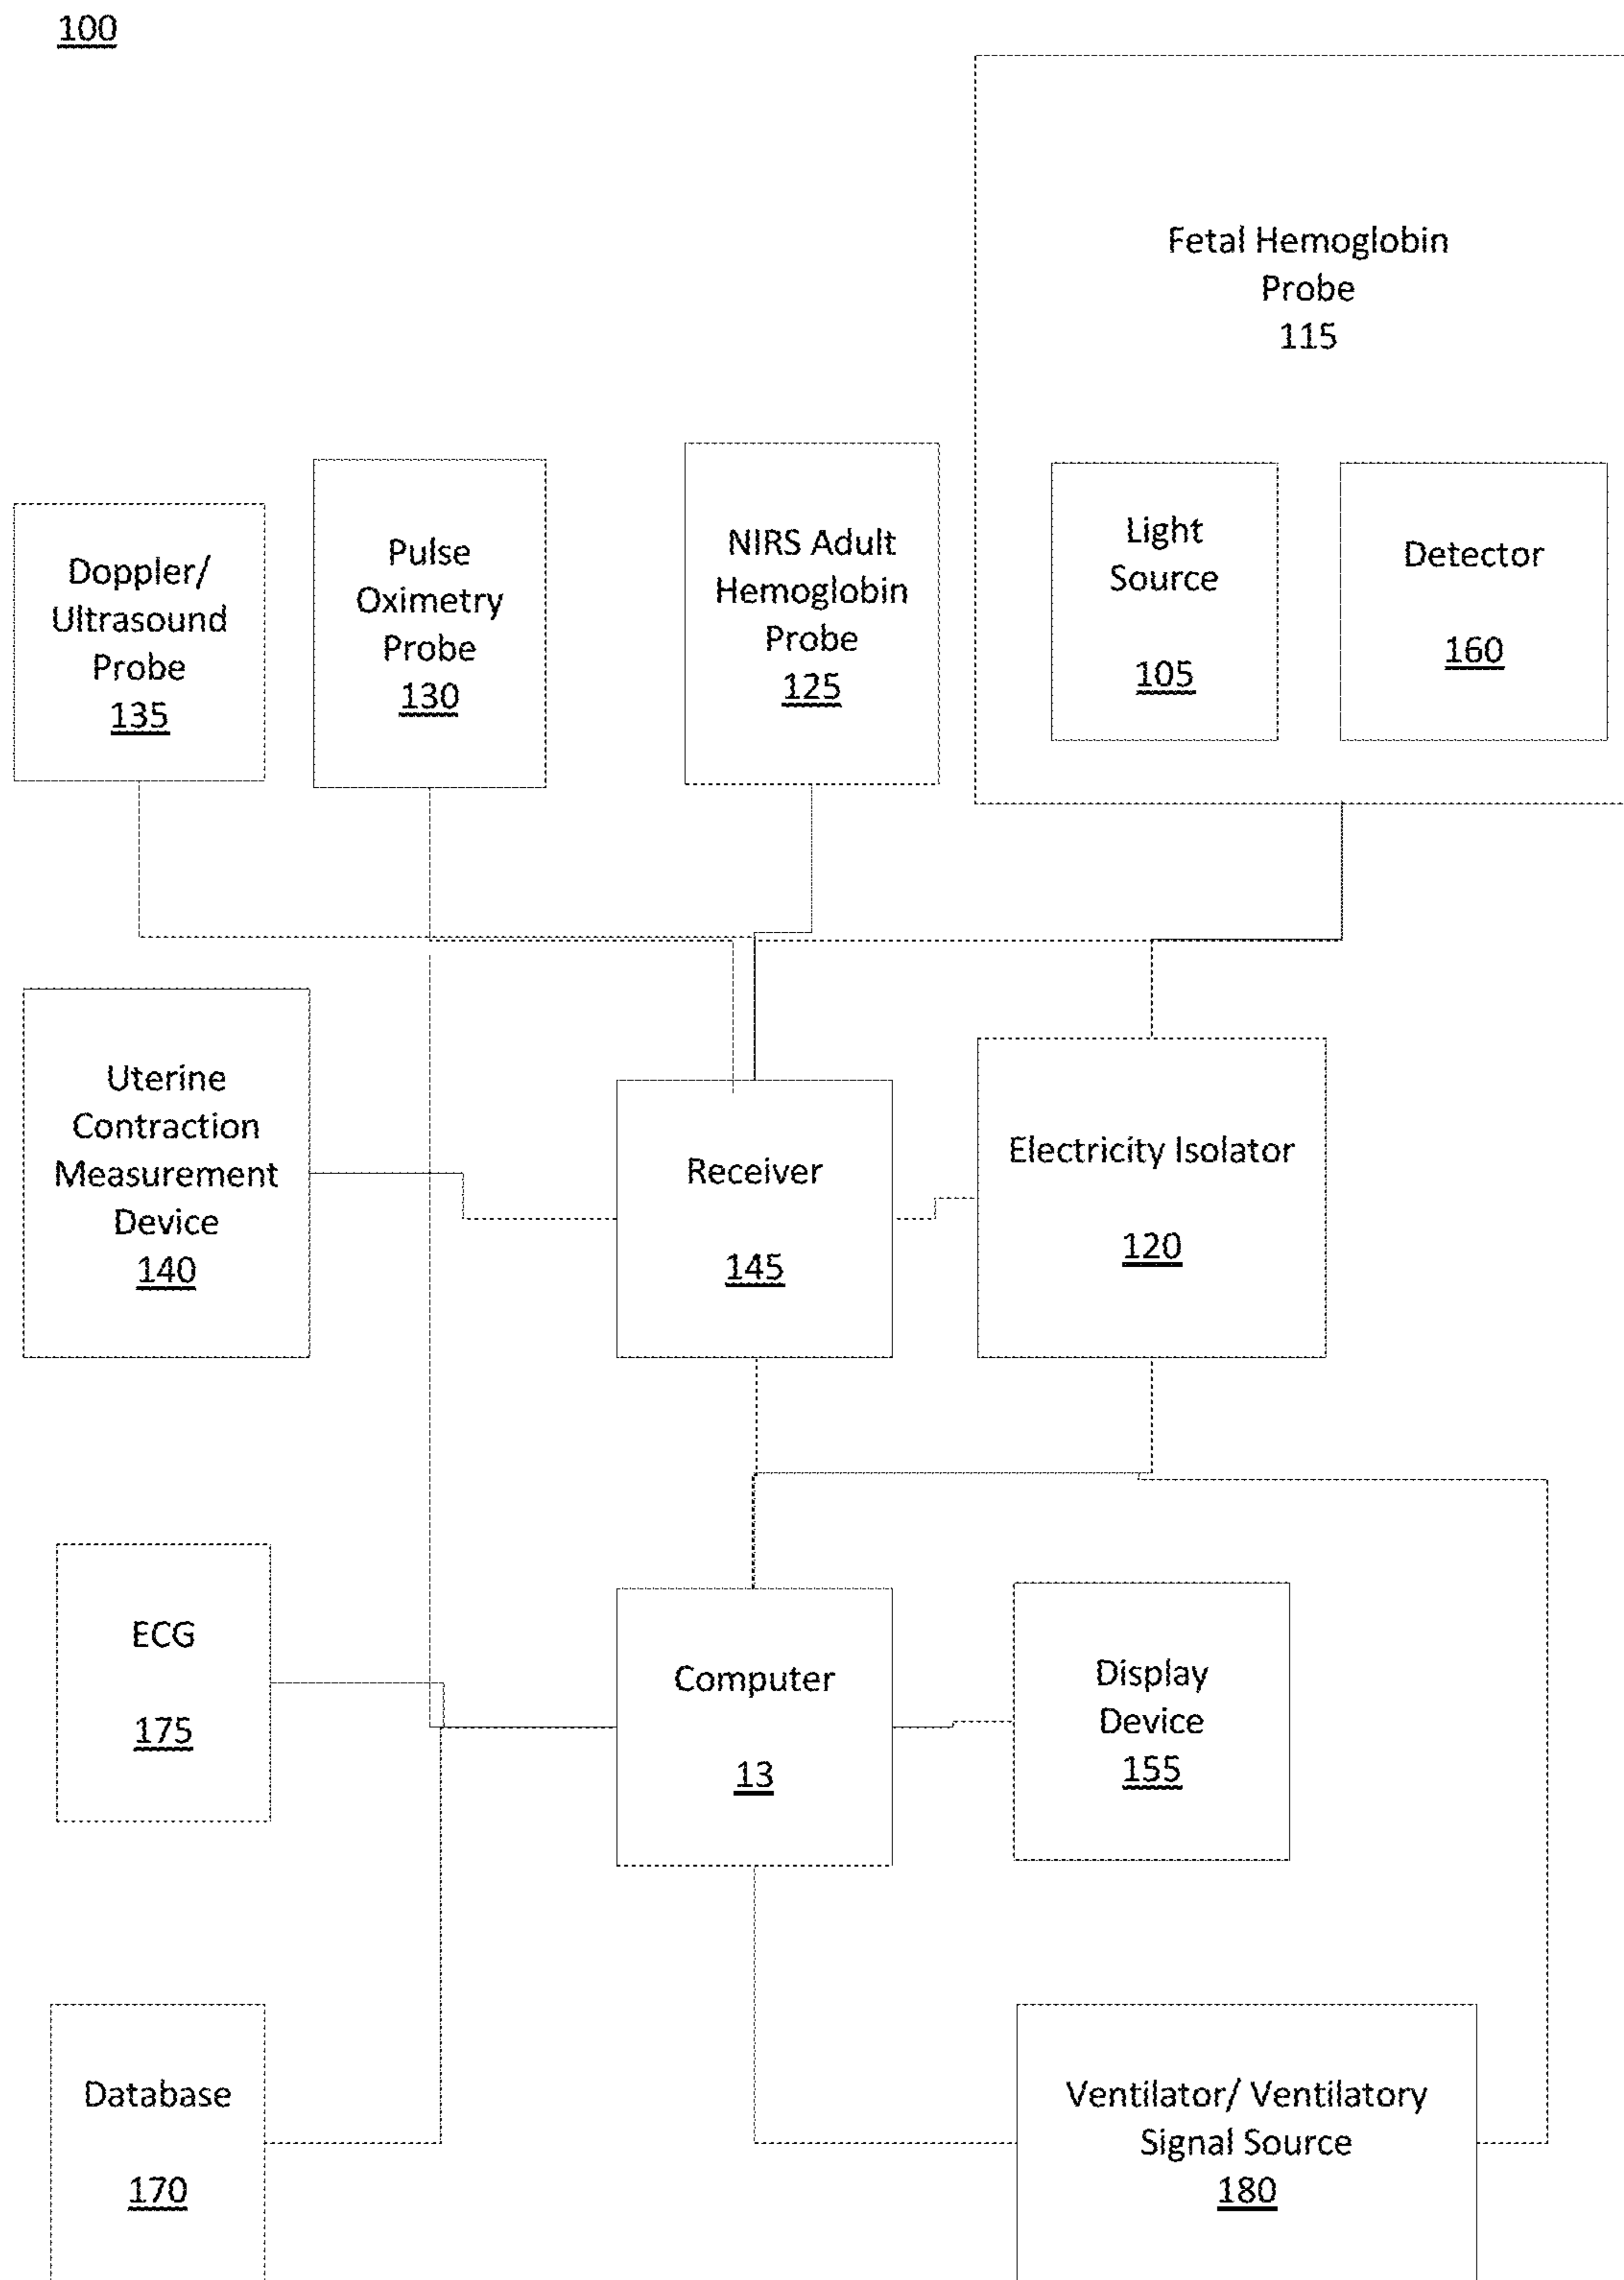 100
Fetal Hemoglobin
Probe
115
Doppler/
Ultrasound
Probe
135
Pulse
Oximetry
Probe
130
NIRS Adult
Hemoglobin
Probe
125
Light
Source
105
Detector
160
Uterine
Contraction
Measurement
Device
140
Receiver
145
Electricity Isolator
120
ECG
175
Computer
13
Display
Device
155
Database
170
Ventilator/ Ventilatory
Signal Source
180